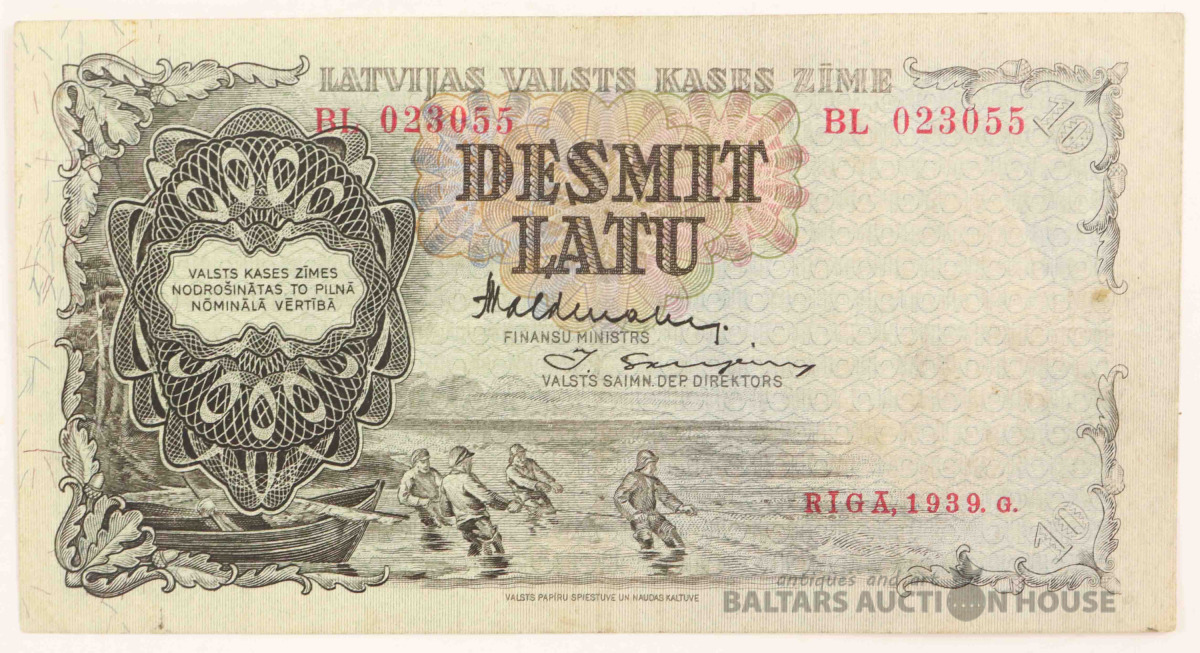 LATVIJAS VALSTS KASES ZĪME
BL 023055
BL 023055
10
DESMIT
LATU
VALSTS KASES ZĪMES
NODROŠINĀTAS TO PILNĀ
NŌMINĀLĀ VĒRTĪBĀ
FINANSU MINISTRS
VALSTS SAIMN. DEP. DIREKTORS
RĪGĀ, 1939. G.
10
VALSTS PAPĪRU SPIESTUVE UN NAUDAS KALTUVE
antiques and art
BALTARS AUCTION HOUSE